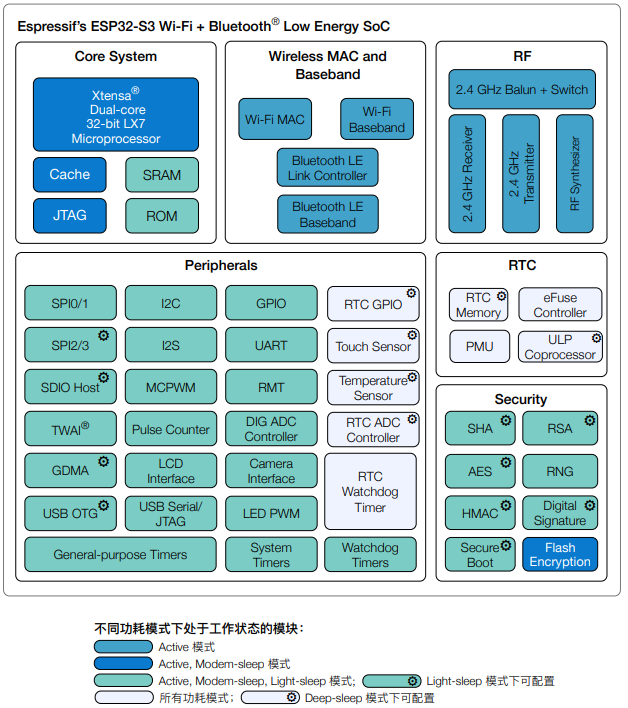 Espressif's ESP32-S3 Wi-Fi + Bluetooth® Low Energy SoC
Core System
Xtensa®
Dual-core
32-bit LX7
Microprocessor
Cache
SRAM
JTAG
ROM
Wireless MAC and
Baseband
Wi-Fi MAC
Wi-Fi
Baseband
Bluetooth LE
Link Controller
Bluetooth LE
Baseband
RF
2.4 GHz Balun + Switch
2.4 GHz Receiver
2.4 GHz
Transmitter
RF Synthesizer
Peripherals
SPI0/1
I2C
GPIO
RTC GPIO
SPI2/3
I2S
UART
Touch Sensor
SDIO Host
MCPWM
RMT
Temperature
Sensor
TWAI®
Pulse Counter
DIG ADC
Controller
RTC ADC
Controller
GDMA
LCD
Interface
Camera
Interface
RTC
Watchdog
Timer
USB OTG
USB Serial/
JTAG
LED PWM
General-purpose Timers
System
Timers
Watchdog
Timers
RTC
RTC
Memory
eFuse
Controller
PMU
ULP
Coprocessor
Security
SHA
RSA
AES
RNG
HMAC
Digital
Signature
Secure
Boot
Flash
Encryption
不同功耗模式下处于工作状态的模块：
Active 模式
Active, Modem-sleep 模式
Active, Modem-sleep, Light-sleep 模式； Light-sleep 模式下可配置
所有功耗模式； Deep-sleep 模式下可配置